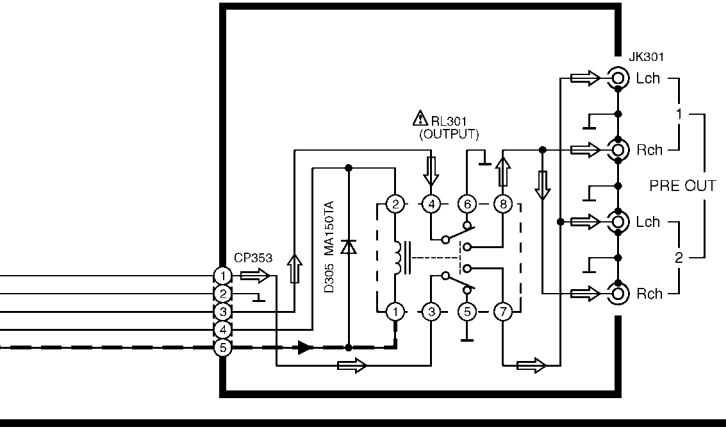 JK301
Lch
1
RL301
(OUTPUT)
Rch
PRE OUT
2 4 6 8
D305 MA150TA
Lch
CP353
2
1
2
Rch
3
1 3 5 7
4
5